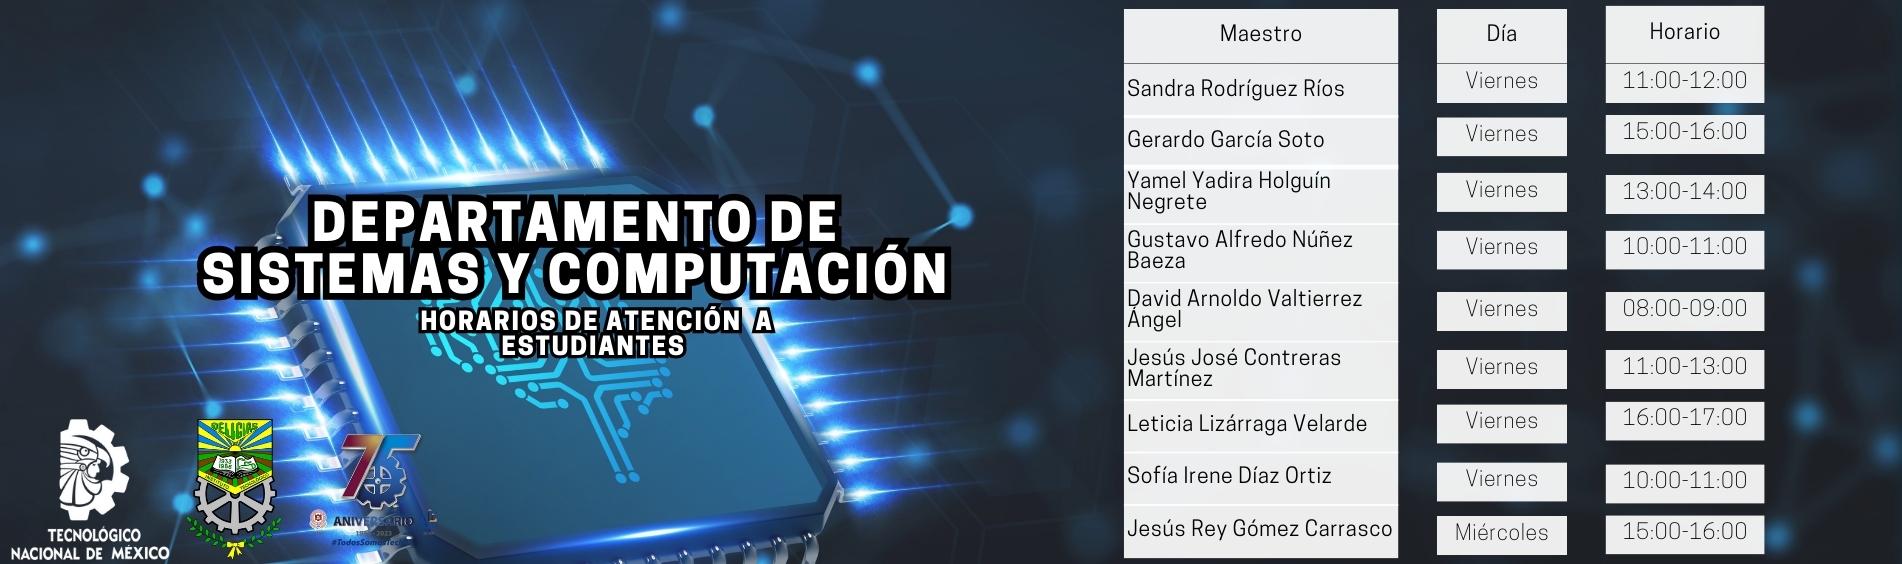 DEPARTAMENTO DE
SISTEMAS Y COMPUTACIÓN
HORARIOS DE ATENCIÓN A
ESTUDIANTES
TECNOLÓGICO
NACIONAL DE MÉXICO
DELICIAS
INSTITUTO TECNOLÓGICO
75
ANIVERSARIO
#TodosSomosTecNM
Maestro Día Horario
Sandra Rodríguez Ríos Viernes 11:00-12:00
Gerardo García Soto Viernes 15:00-16:00
Yamel Yadira Holguín
Negrete Viernes 13:00-14:00
Gustavo Alfredo Núñez
Baeza Viernes 10:00-11:00
David Arnoldo Valtierrez
Ángel Viernes 08:00-09:00
Jesús José Contreras
Martínez Viernes 11:00-13:00
Leticia Lizárraga Velarde Viernes 16:00-17:00
Sofía Irene Díaz Ortiz Viernes 10:00-11:00
Jesús Rey Gómez Carrasco Miércoles 15:00-16:00